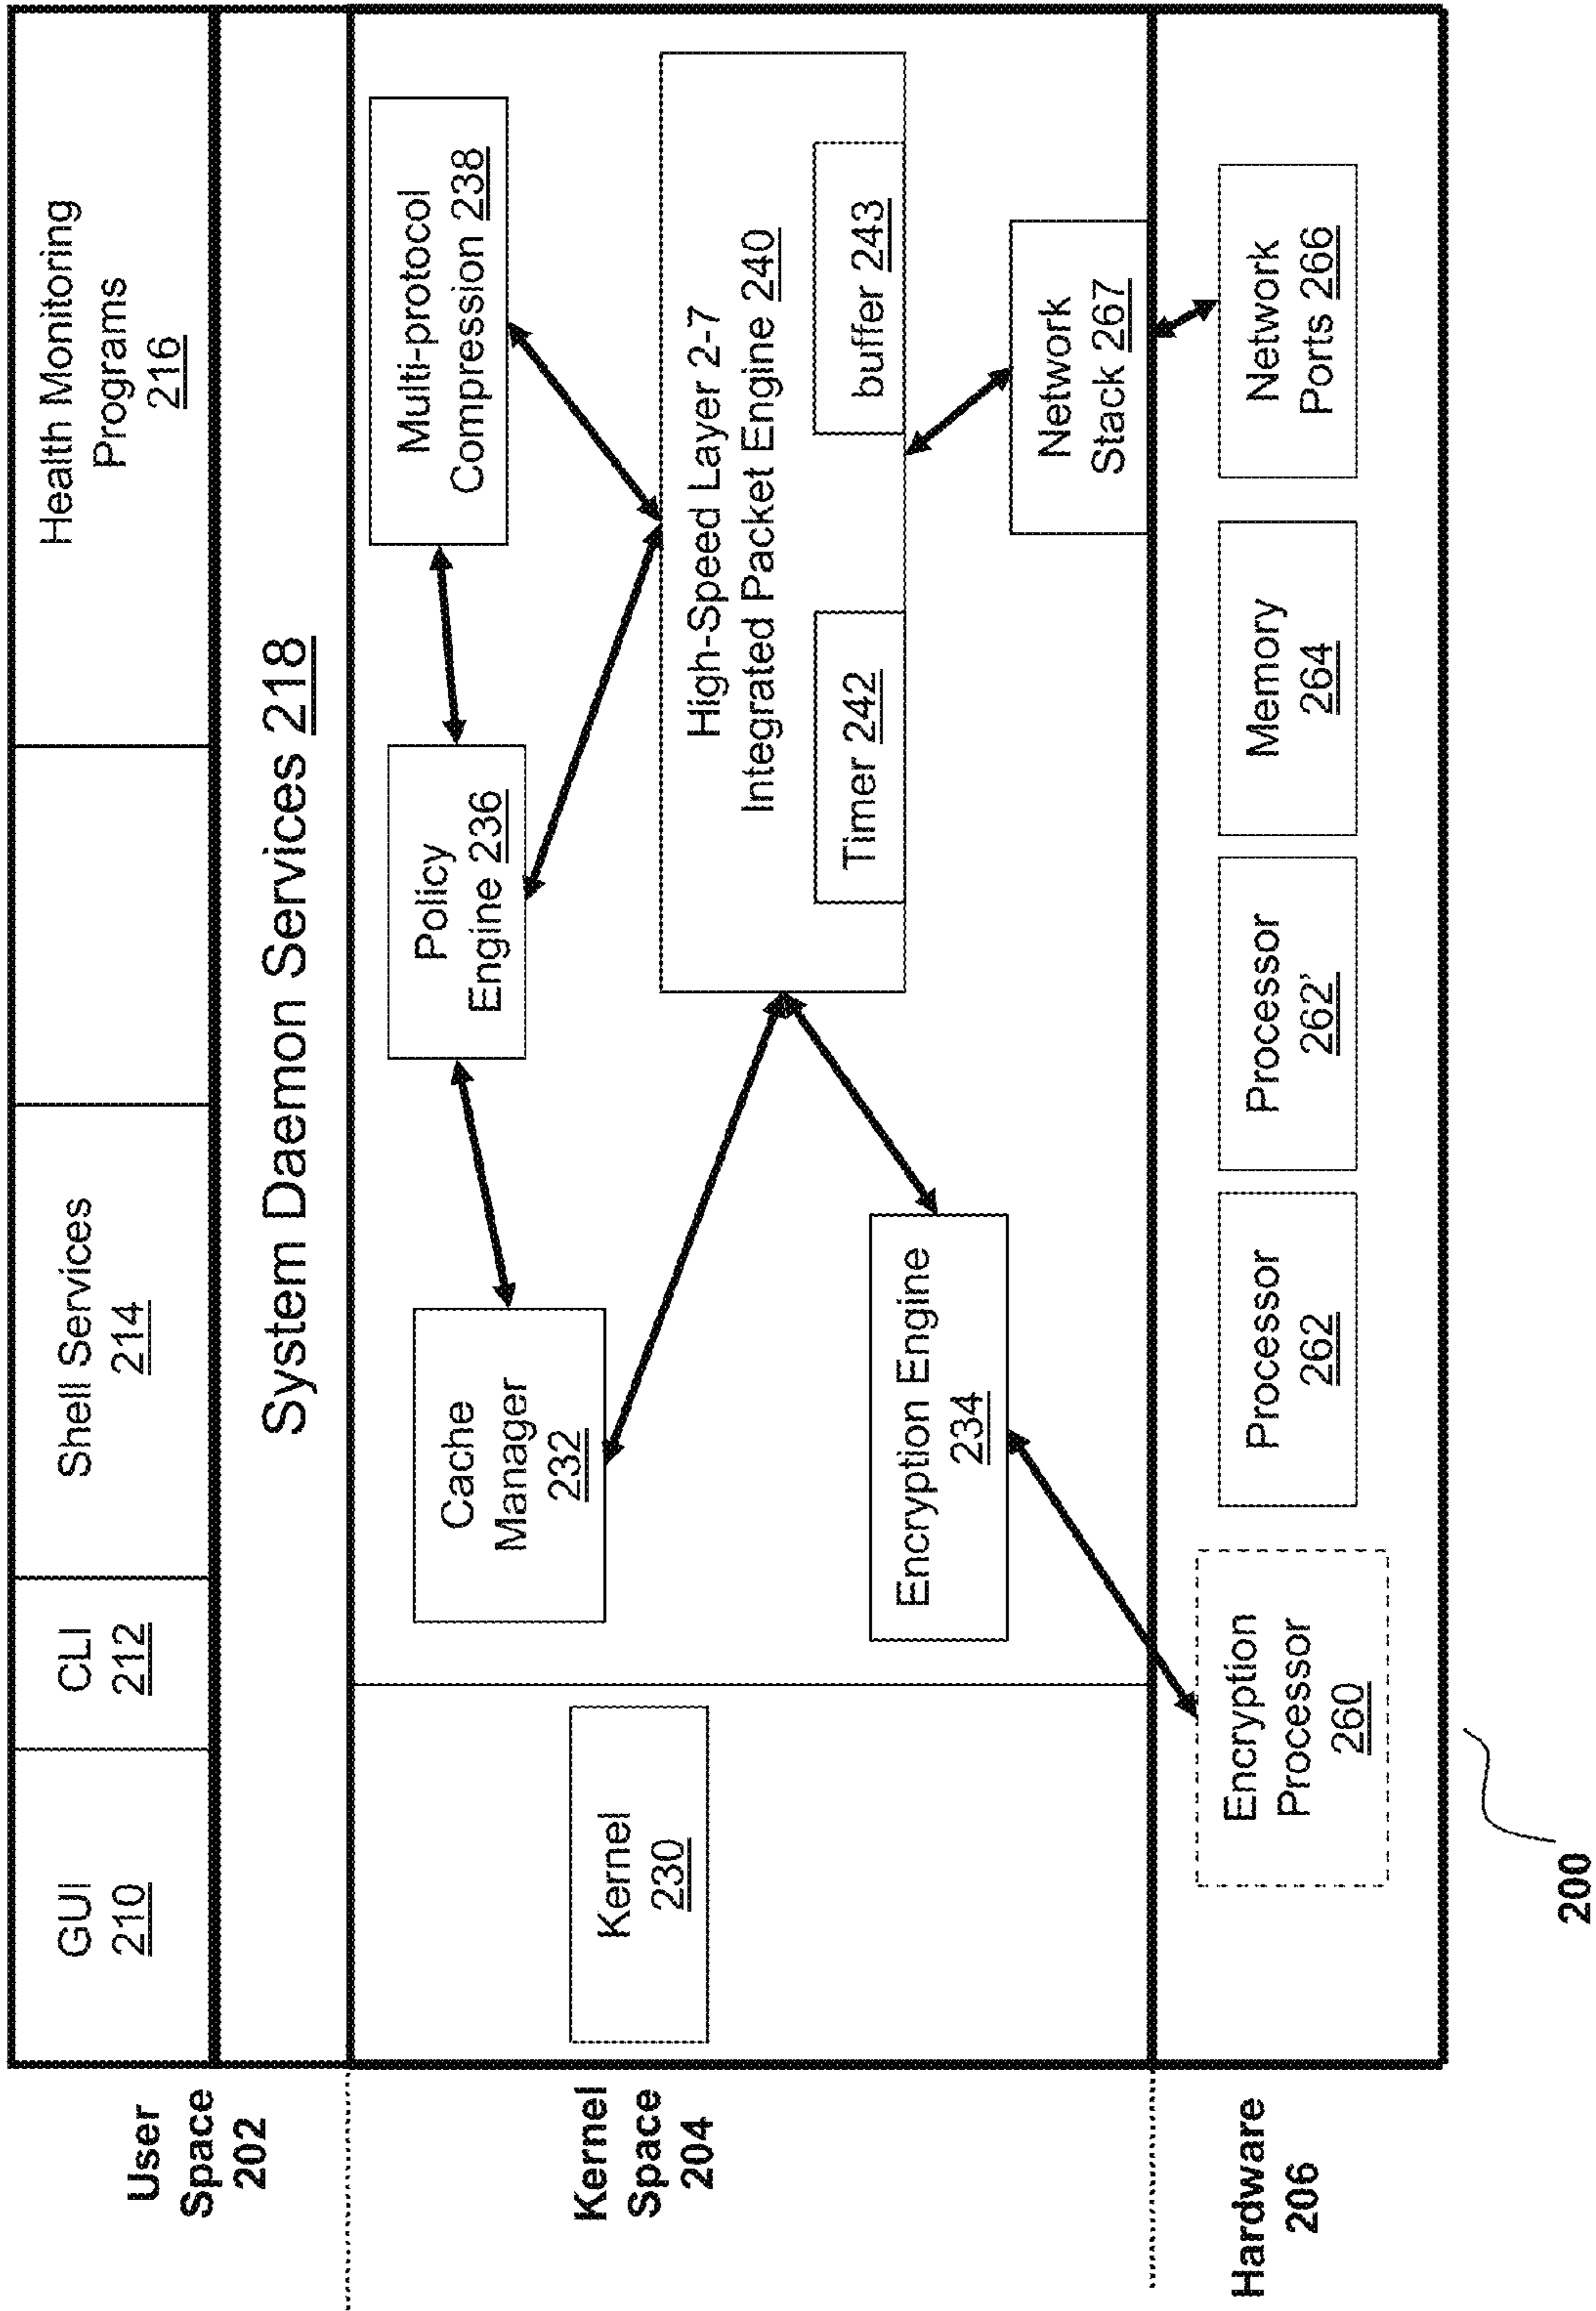 User
Space
202
GUI
210
CLI
212
Shell Services
214
Health Monitoring
Programs
216
System Daemon Services 218
Kernel
Space
204
Kernel
230
Cache
Manager
232
Policy
Engine 236
Multi-protocol
Compression 238
High-Speed Layer 2-7
Integrated Packet Engine 240
Timer 242
buffer 243
Encryption Engine
234
Network
Stack 267
Hardware
206
Encryption
Processor
260
Processor
262
Processor
262’
Memory
264
Network
Ports 266
200